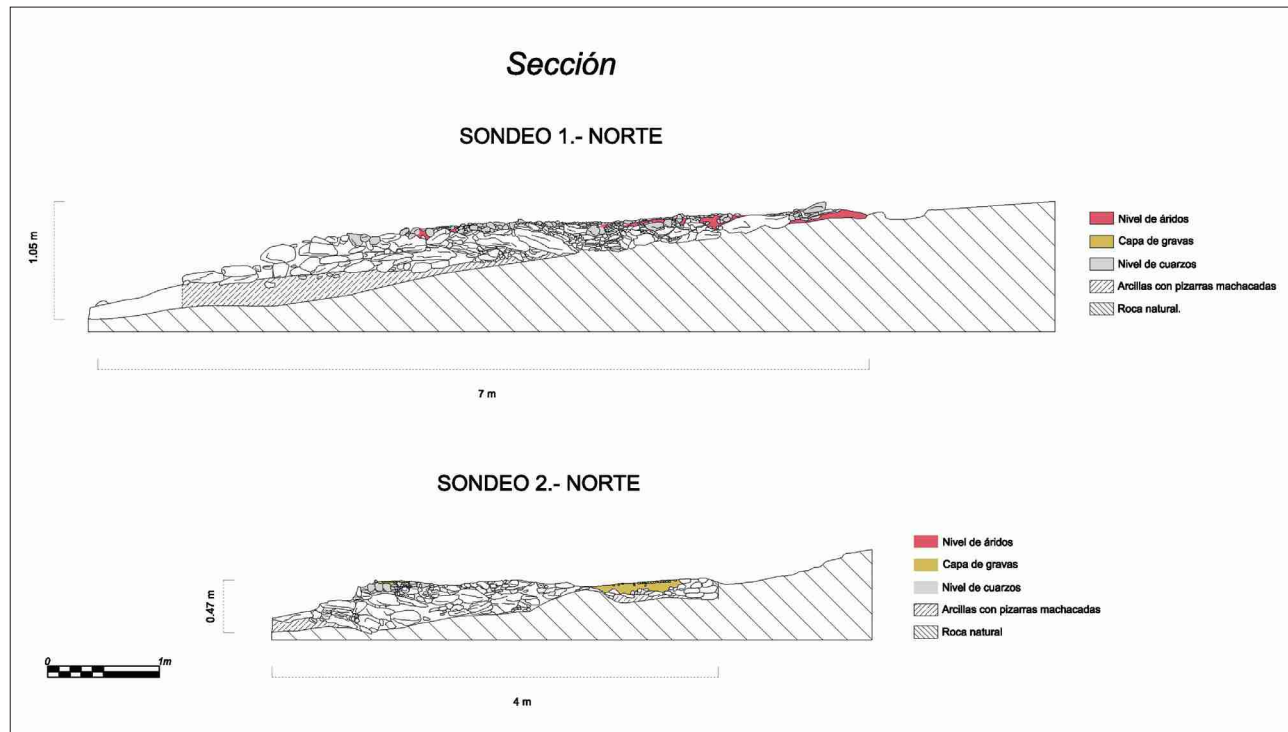 Sección
SONDEO 1.- NORTE
1.05 m
Nivel de áridos
Capa de gravas
Nivel de cuarzos
Arcillas con pizarras machacadas
Roca natural.
7 m
SONDEO 2.- NORTE
0.47 m
Nivel de áridos
Capa de gravas
Nivel de cuarzos
Arcillas con pizarras machacadas
Roca natural
0 1m
4 m